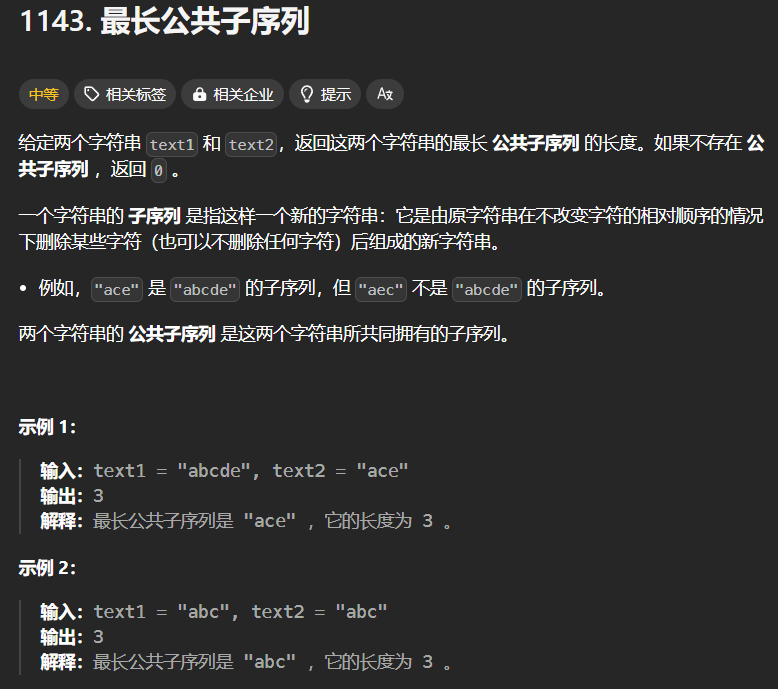 1143. 最长公共子序列
中等 相关标签 相关企业 提示
给定两个字符串 text1 和 text2，返回这两个字符串的最长 公共子序列 的长度。如果不存在 公
共子序列 ，返回 0 。
一个字符串的 子序列 是指这样一个新的字符串：它是由原字符串在不改变字符的相对顺序的情况
下删除某些字符（也可以不删除任何字符）后组成的新字符串。
• 例如，"ace" 是 "abcde" 的子序列，但 "aec" 不是 "abcde" 的子序列。
两个字符串的 公共子序列 是这两个字符串所共同拥有的子序列。
示例 1：
输入：text1 = "abcde", text2 = "ace"
输出：3
解释：最长公共子序列是 "ace" ，它的长度为 3 。
示例 2：
输入：text1 = "abc", text2 = "abc"
输出：3
解释：最长公共子序列是 "abc" ，它的长度为 3 。